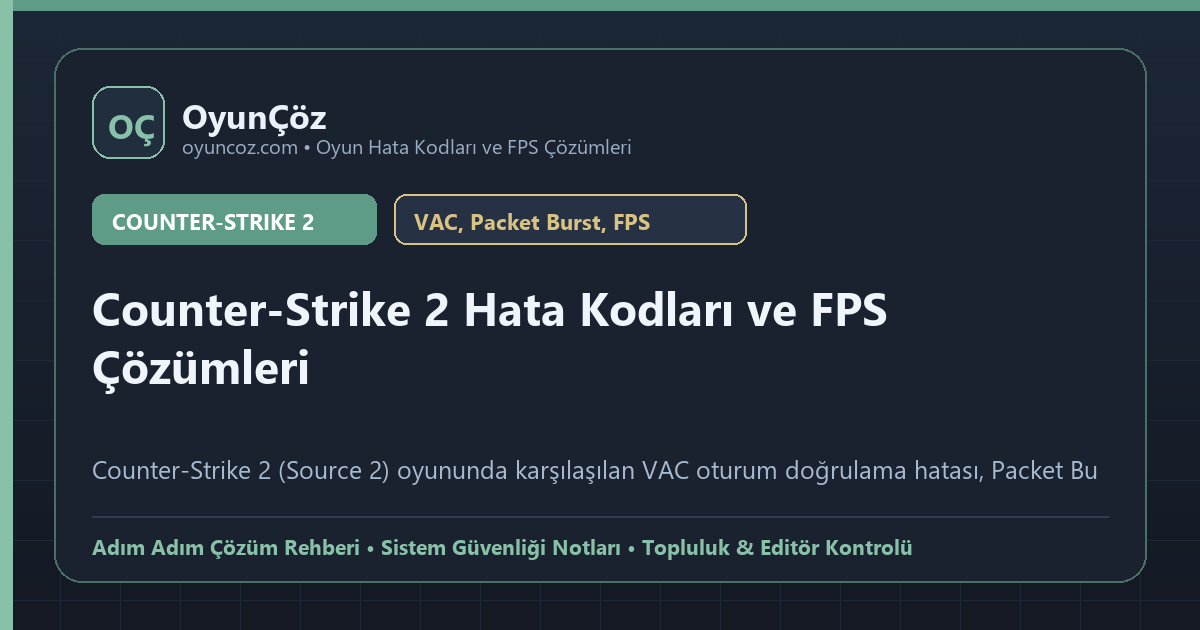 OÇ
OyunÇöz
oyuncoz.com • Oyun Hata Kodları ve FPS Çözümleri
COUNTER-STRIKE 2
VAC, Packet Burst, FPS
Counter-Strike 2 Hata Kodları ve FPS
Çözümleri
Counter-Strike 2 (Source 2) oyununda karşılaşılan VAC oturum doğrulama hatası, Packet Bu
Adım Adım Çözüm Rehberi • Sistem Güvenliği Notları • Topluluk & Editör Kontrolü